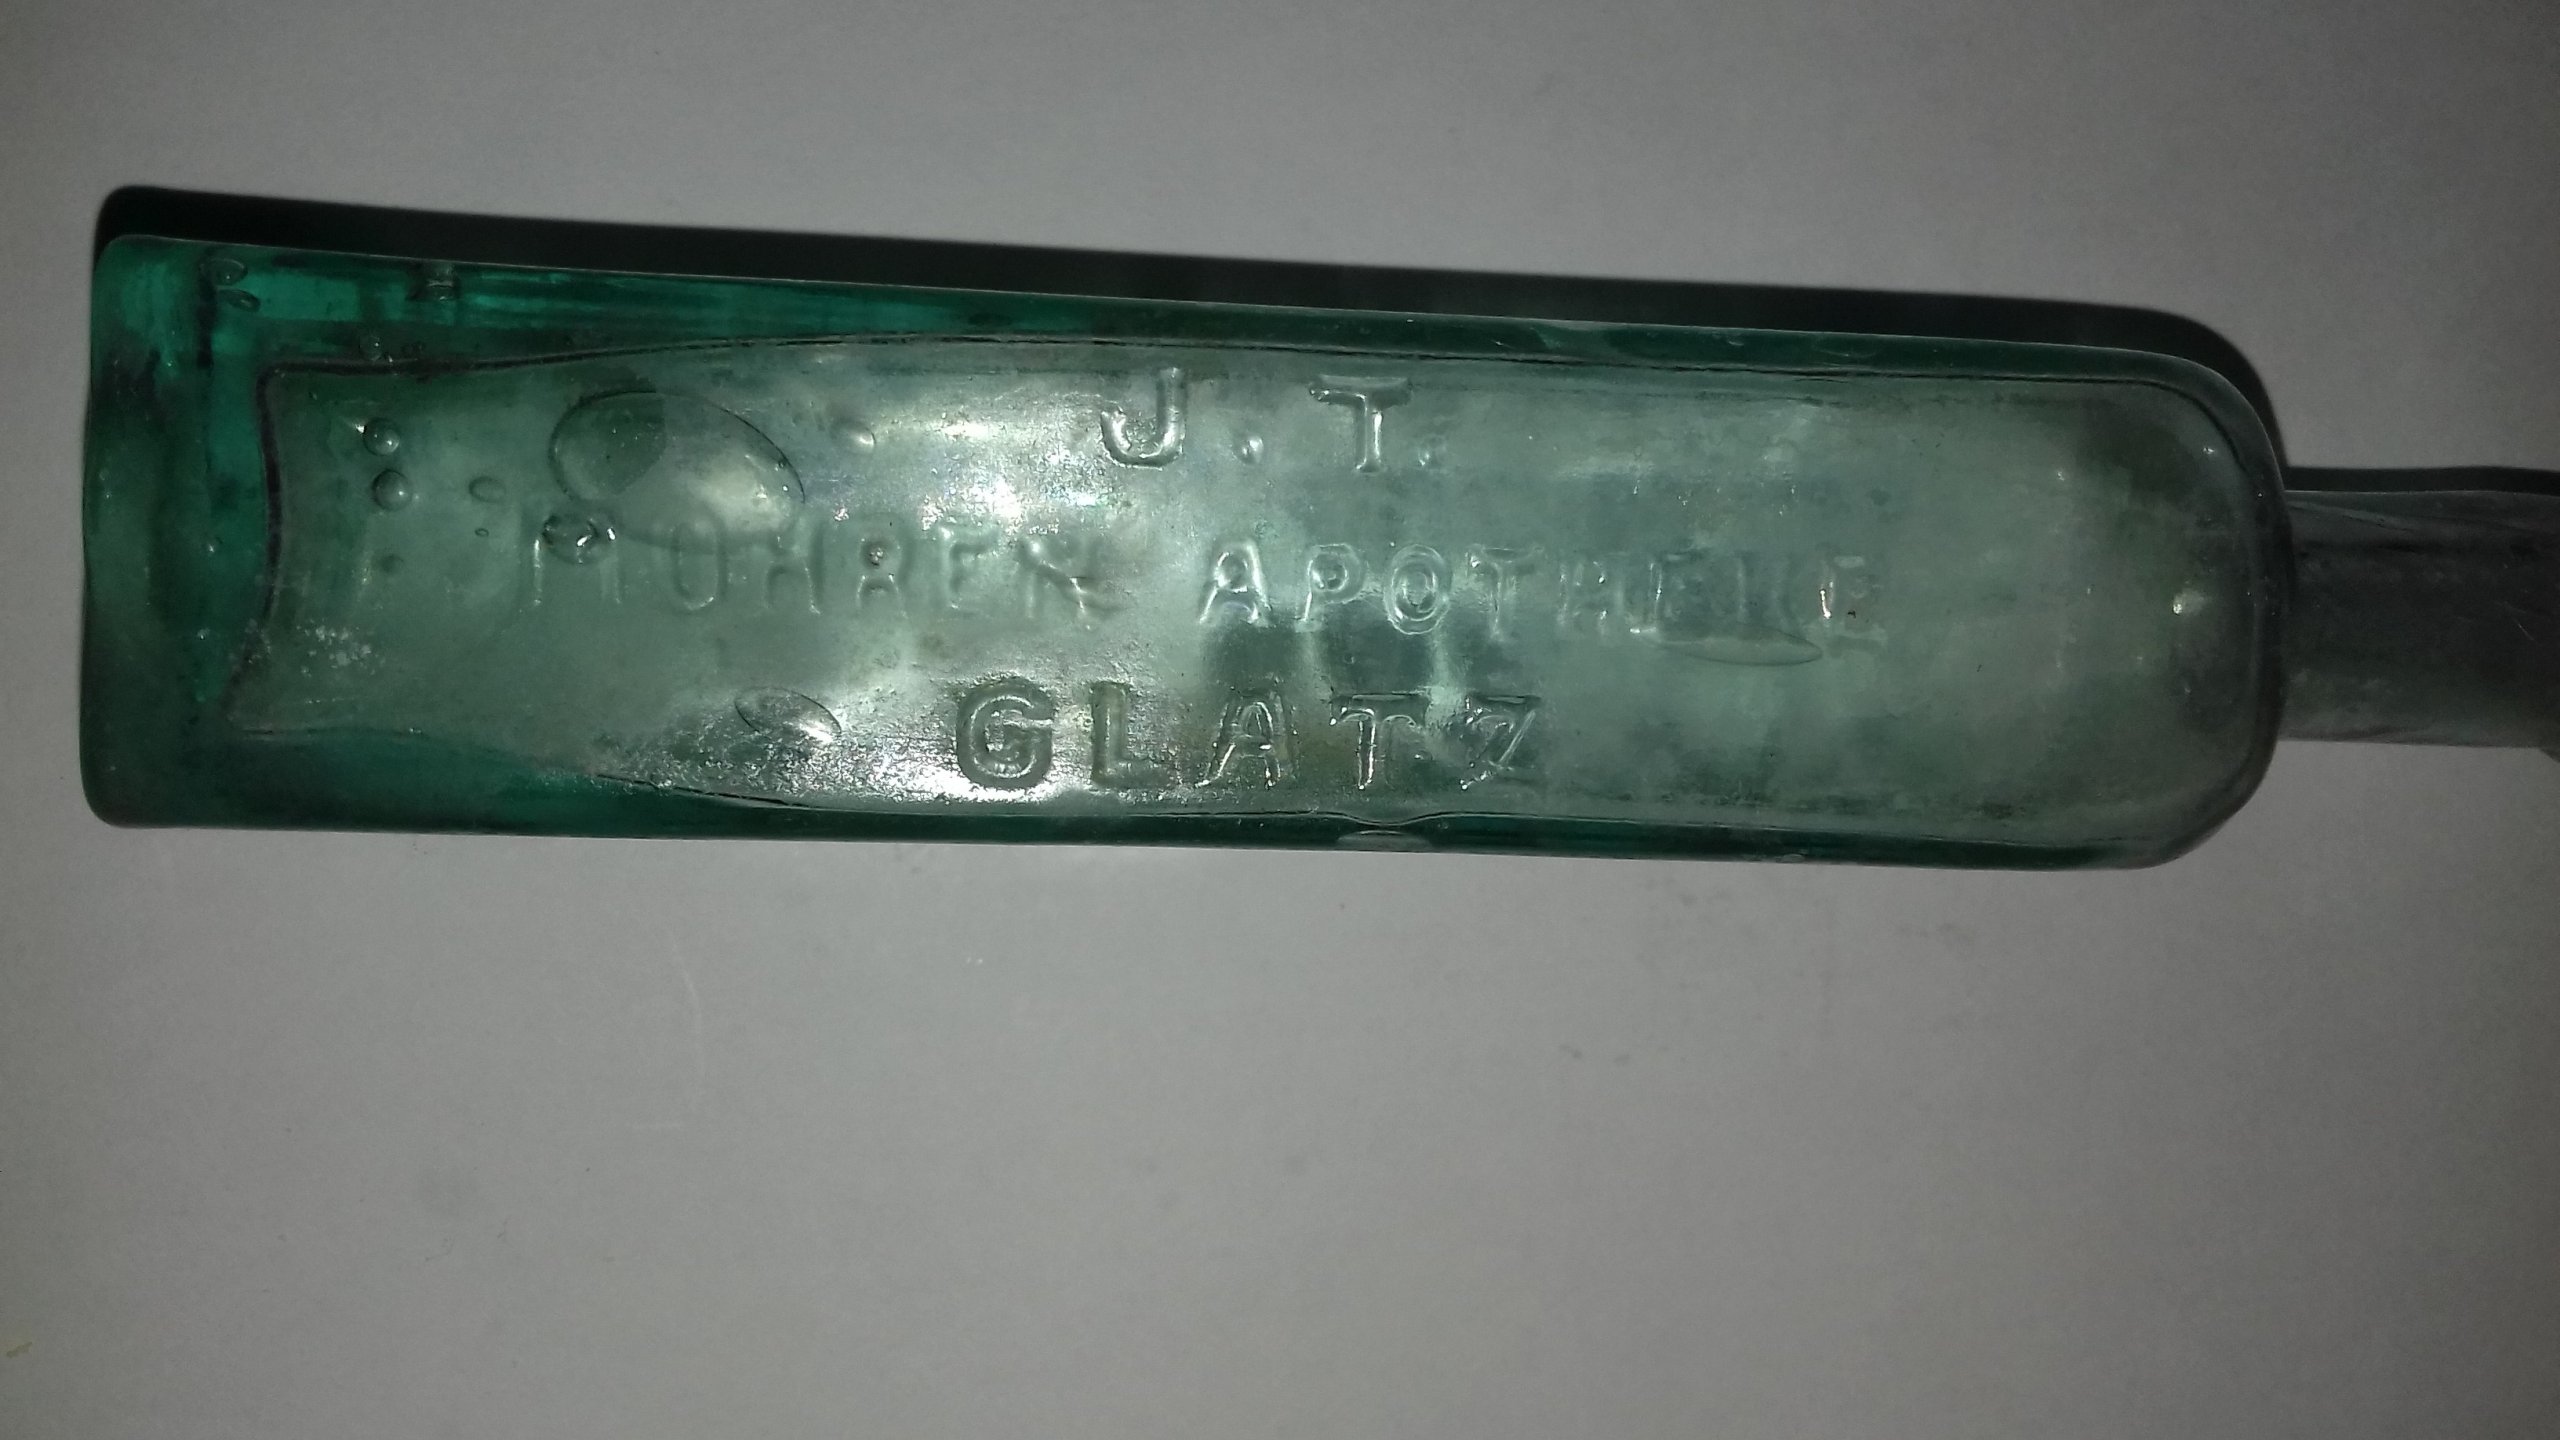 J. T.
MOHREN APOTHEKE
GLATZ